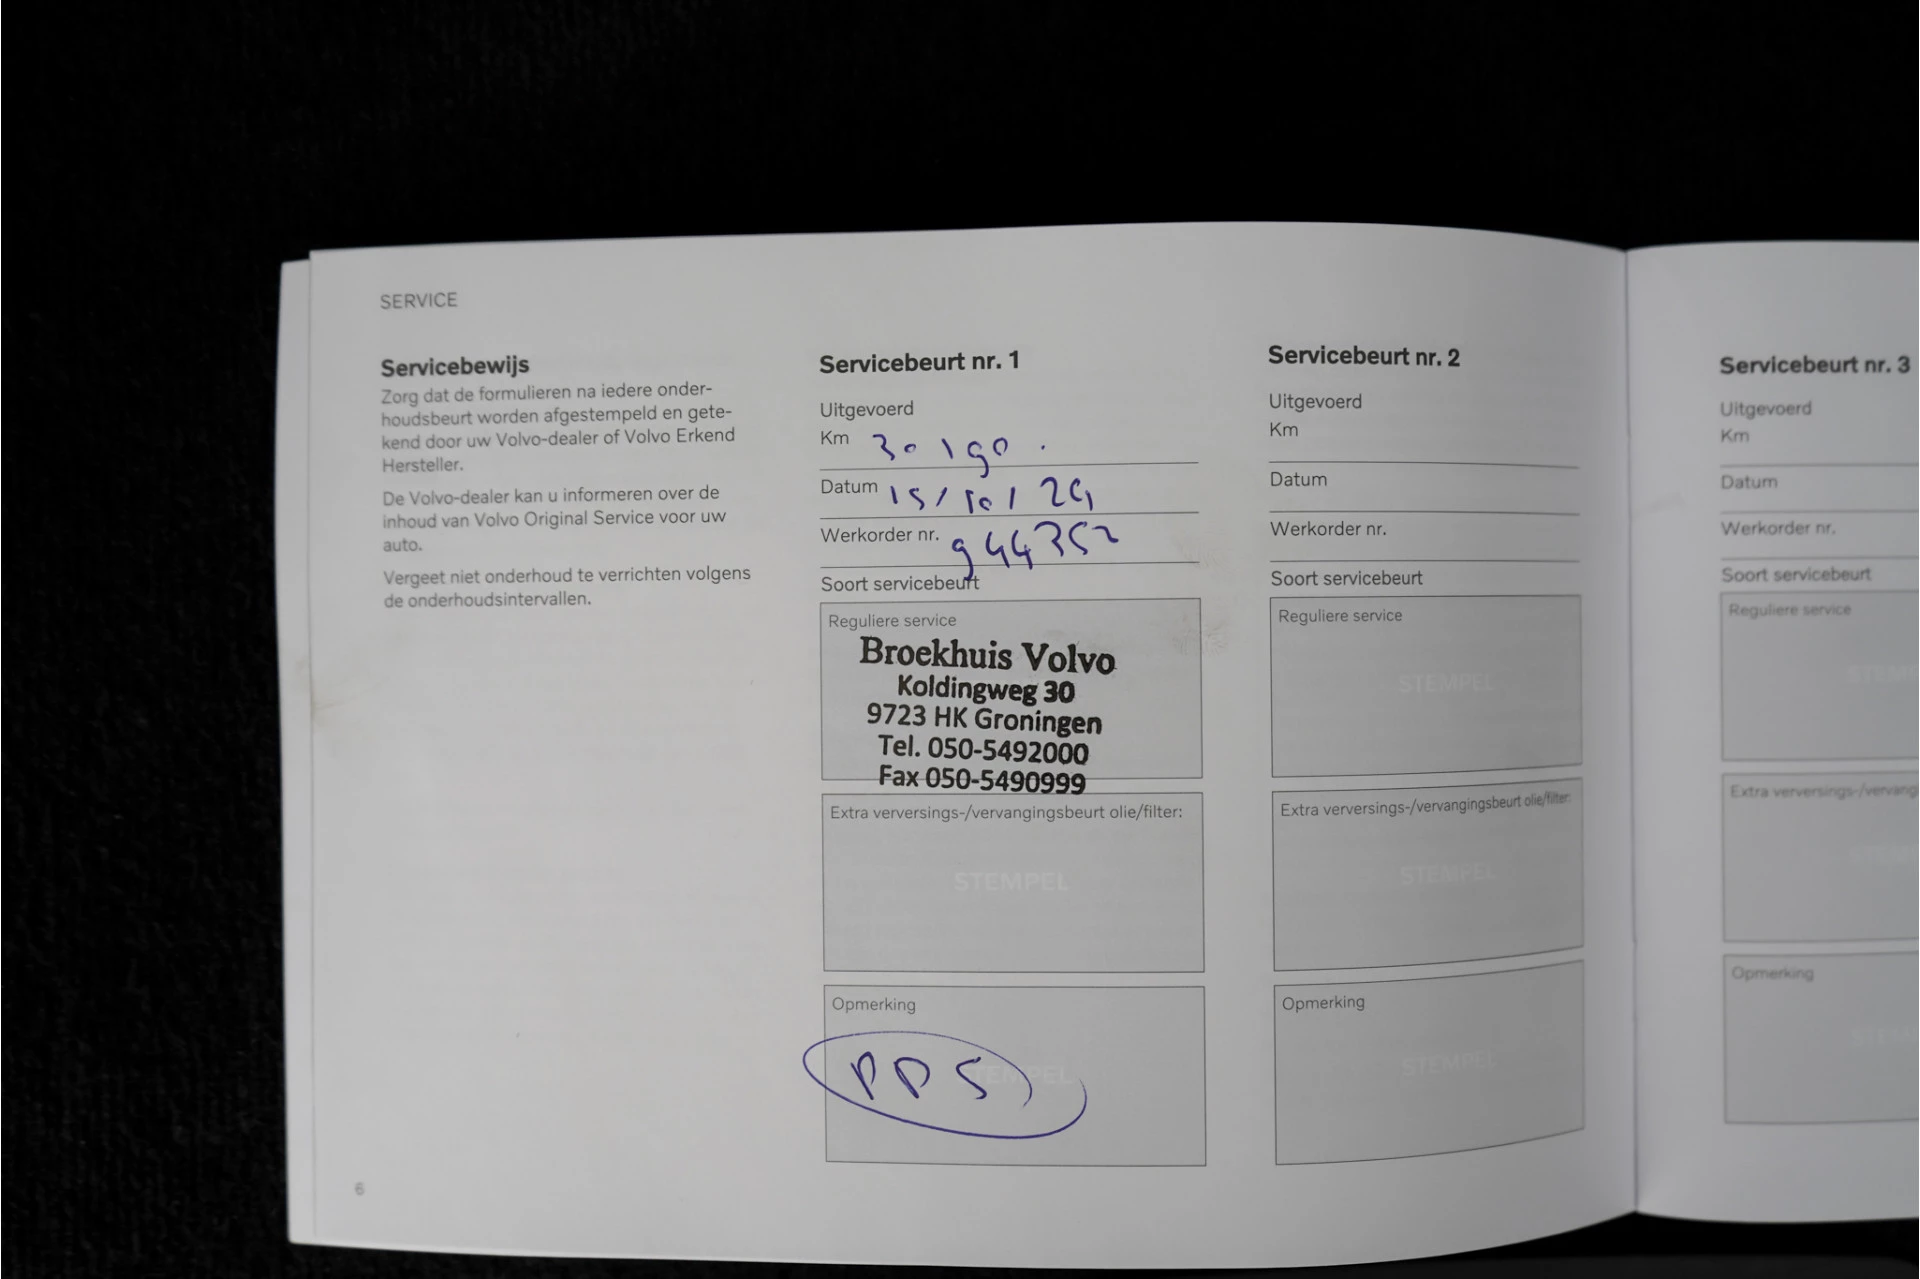 SERVICE
Servicebewijs
Zorg dat de formulieren na iedere onder-
houdsbeurt worden afgestempeld en gete-
kend door uw Volvo-dealer of Volvo Erkend
Hersteller.
De Volvo-dealer kan u informeren over de
inhoud van Volvo Original Service voor uw
auto.
Vergeet niet onderhoud te verrichten volgens
de onderhoudsintervallen.
6
Servicebeurt nr. 1
Uitgevoerd
Km 30190.
Datum 15/10/24
Werkorder nr. 944352
Soort servicebeurt
Reguliere service
Broekhuis Volvo
Koldingweg 30
9723 HK Groningen
Tel. 050-5492000
Fax 050-5490999
Extra verversings-/vervangingsbeurt olie/filter:
STEMPEL
Opmerking
STEMPEL
PDS
Servicebeurt nr. 2
Uitgevoerd
Km
Datum
Werkorder nr.
Soort servicebeurt
Reguliere service
STEMPEL
Extra verversings-/vervangingsbeurt olie/filter:
STEMPEL
Opmerking
STEMPEL
Servicebeurt nr. 3
Uitgevoerd
Km
Datum
Werkorder nr.
Soort servicebeurt
Reguliere service
Extra verversings-/vervang
Opmerking